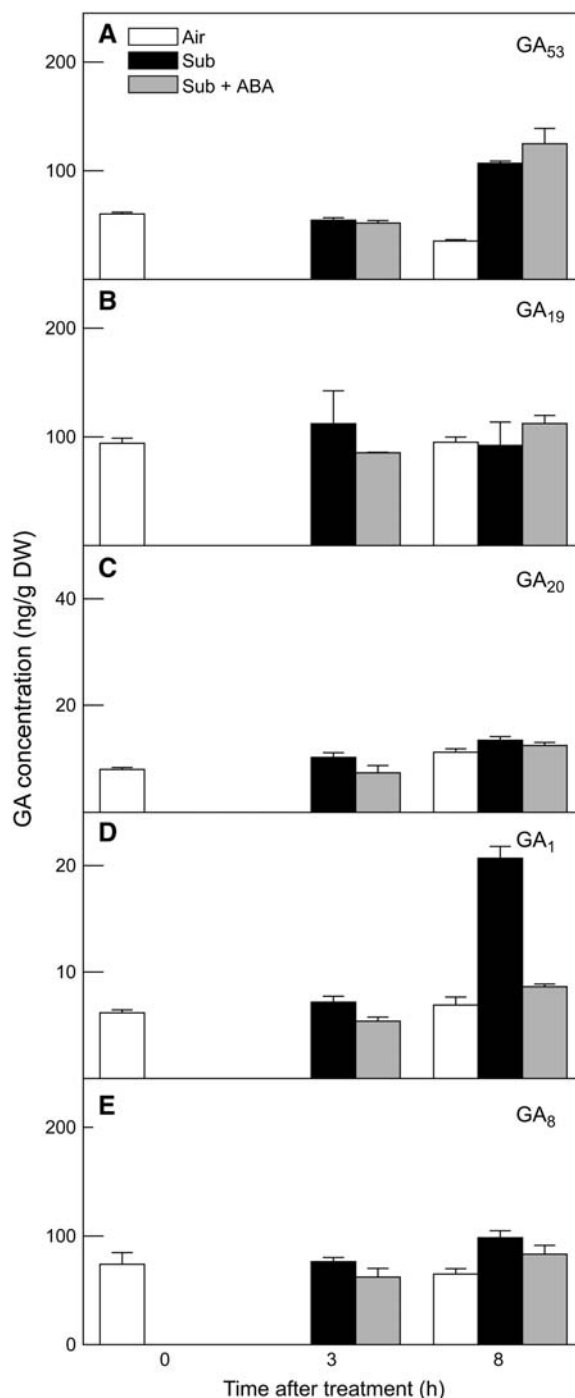 A
Air
Sub
Sub + ABA
GA53
200
100
B
GA19
200
100
C
GA20
40
20
D
GA1
20
10
E
GA8
200
100
0
0 3 8
Time after treatment (h)
GA concentration (ng/g DW)